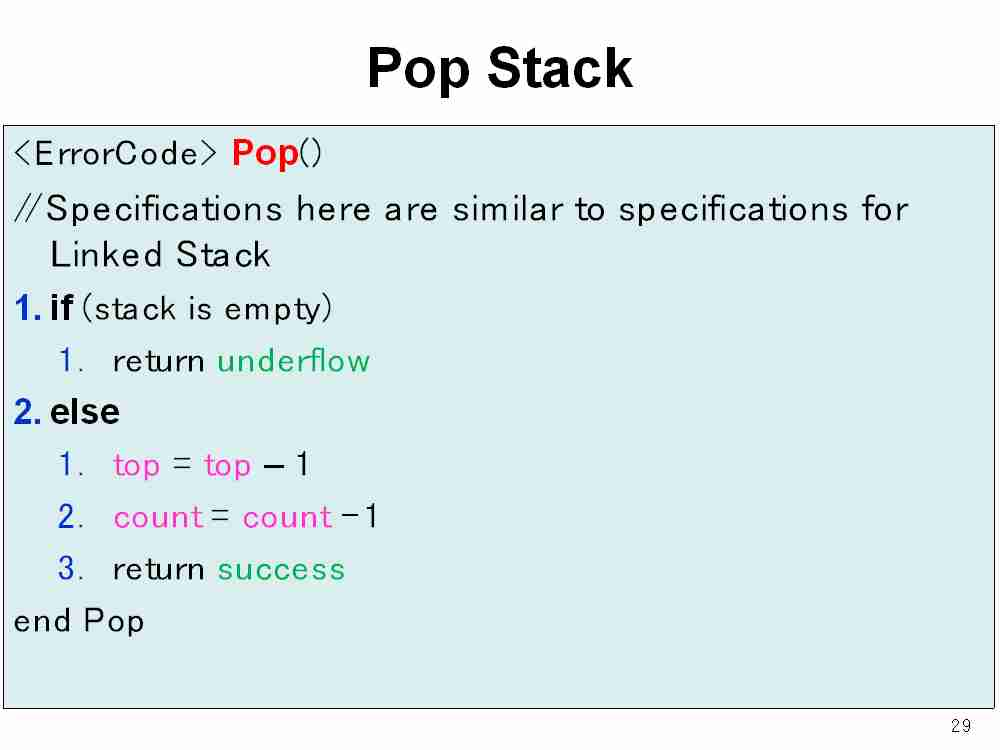 Pop Stack
<ErrorCode> Pop()
//Specifications here are similar to specifications for
Linked Stack
1. if (stack is empty)
1. return underflow
2. else
1. top = top – 1
2. count = count -1
3. return success
end Pop
29